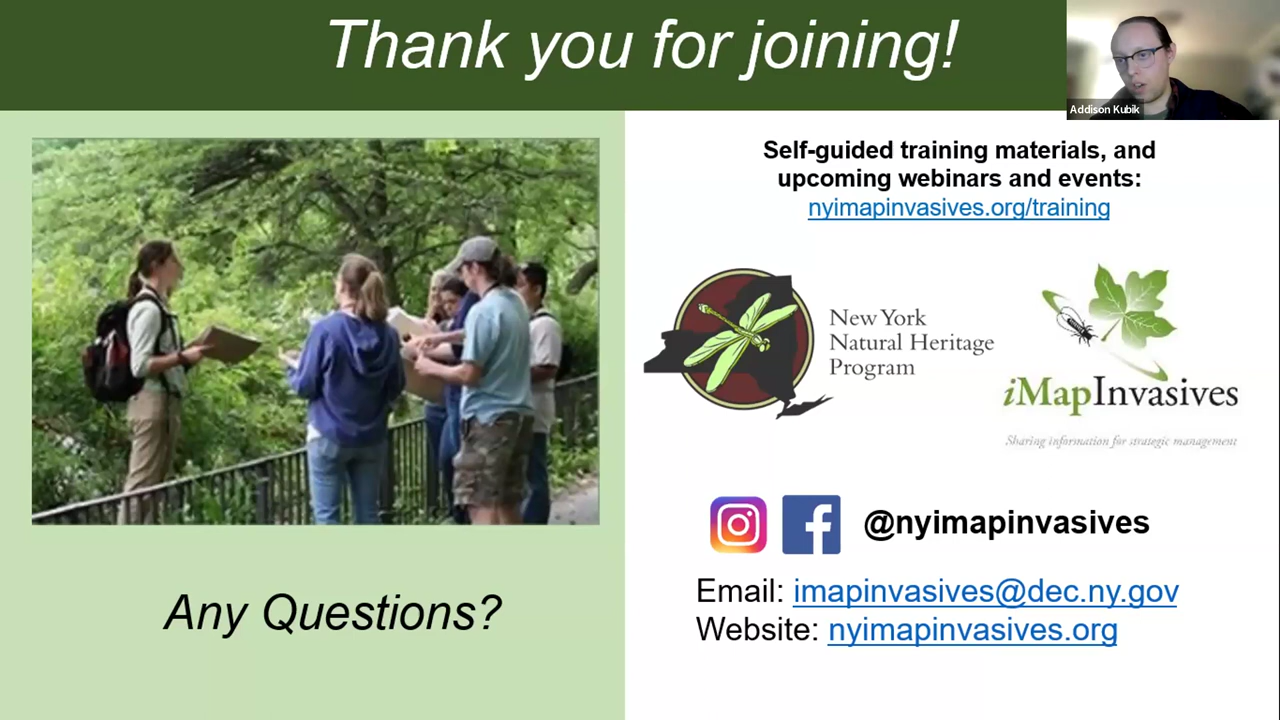 Thank you for joining!
Addison Kubik
Self-guided training materials, and
upcoming webinars and events:
nyimapinvasives.org/training
New York
Natural Heritage
Program
iMapInvasives
Sharing information for strategic management
@nyimapinvasives
Email: imapinvasives@dec.ny.gov
Website: nyimapinvasives.org
Any Questions?